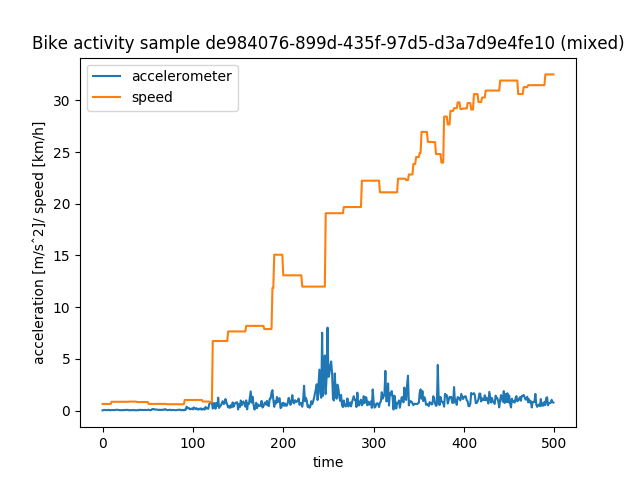 Bike activity sample de984076-899d-435f-97d5-d3a7d9e4fe10 (mixed)
accelerometer
speed
acceleration [m/s^2]/ speed [km/h]
30
25
20
15
10
5
0
0 100 200 300 400 500
time